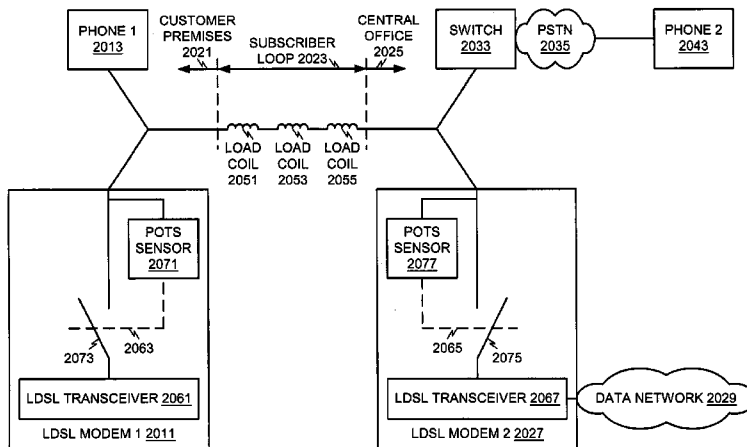 PHONE 1
2013
CUSTOMER
PREMISES
2021
SUBSCRIBER
LOOP 2023
CENTRAL
OFFICE
2025
SWITCH
2033
PSTN
2035
PHONE 2
2043
LOAD
COIL
2051
LOAD
COIL
2053
LOAD
COIL
2055
POTS
SENSOR
2071
2063
2073
LDSL TRANSCEIVER 2061
LDSL MODEM 1 2011
POTS
SENSOR
2077
2065
2075
LDSL TRANSCEIVER 2067
LDSL MODEM 2 2027
DATA NETWORK 2029